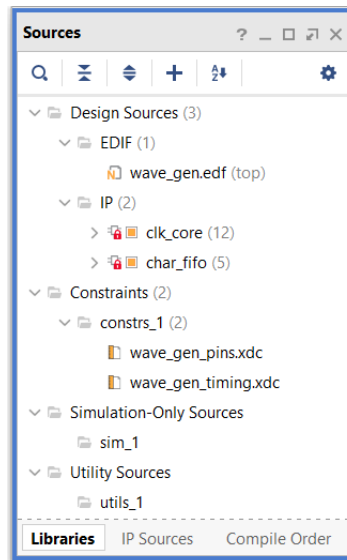 Sources
Design Sources (3)
EDIF (1)
wave_gen.edf (top)
IP (2)
clk_core (12)
char_fifo (5)
Constraints (2)
constrs_1 (2)
wave_gen_pins.xdc
wave_gen_timing.xdc
Simulation-Only Sources
sim_1
Utility Sources
utils_1
Libraries IP Sources Compile Order